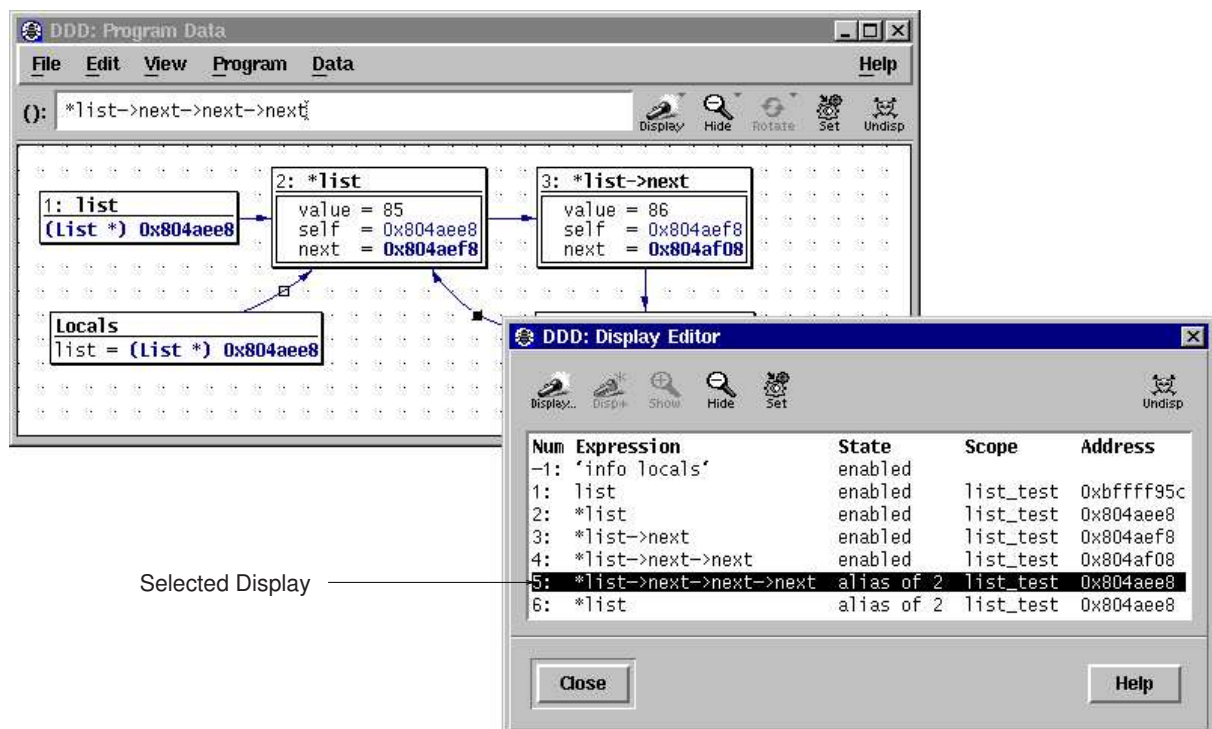 DDD: Program Data
File Edit View Program Data Help
(): *list->next->next->next
Display Hide Rotate Set Undisp
1: list
(List *) 0x804aee8
2: *list
value = 85
self = 0x804aee8
next = 0x804aef8
3: *list->next
value = 86
self = 0x804aef8
next = 0x804af08
Locals
list = (List *) 0x804aee8
DDD: Display Editor
Display... Disp* Show Hide Set Undisp
Num Expression State Scope Address
-1: ‘info locals‘ enabled
1: list enabled list_test 0xbffff95c
2: *list enabled list_test 0x804aee8
3: *list->next enabled list_test 0x804aef8
4: *list->next->next enabled list_test 0x804af08
5: *list->next->next->next alias of 2 list_test 0x804aee8
6: *list alias of 2 list_test 0x804aee8
Selected Display
Close Help